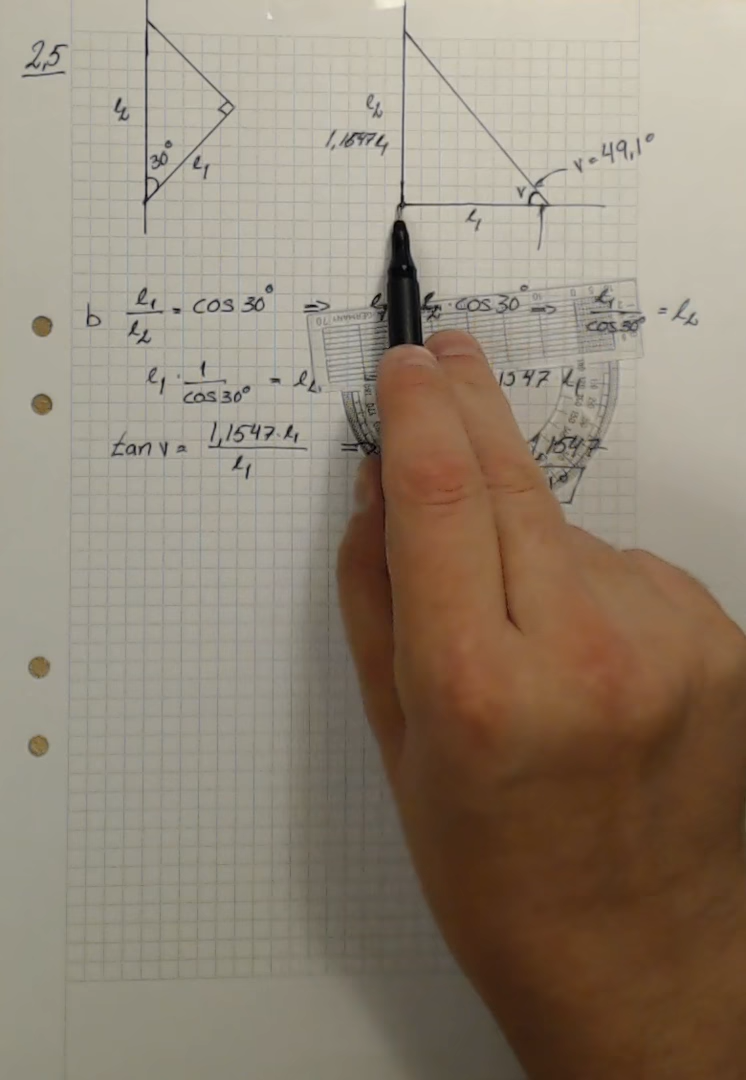 2,5
l₂
30°
l₁
l₂
1,1547l₁
v
v=49,1°
l₁
b l₁/l₂ = cos 30° => l₂ · cos 30° => l₁/cos 30° = l₂
l₁ · 1/cos 30° = l₂ 1547 l₁
tan v = 1,1547·l₁/l₁ => 1,1547
GERMANY